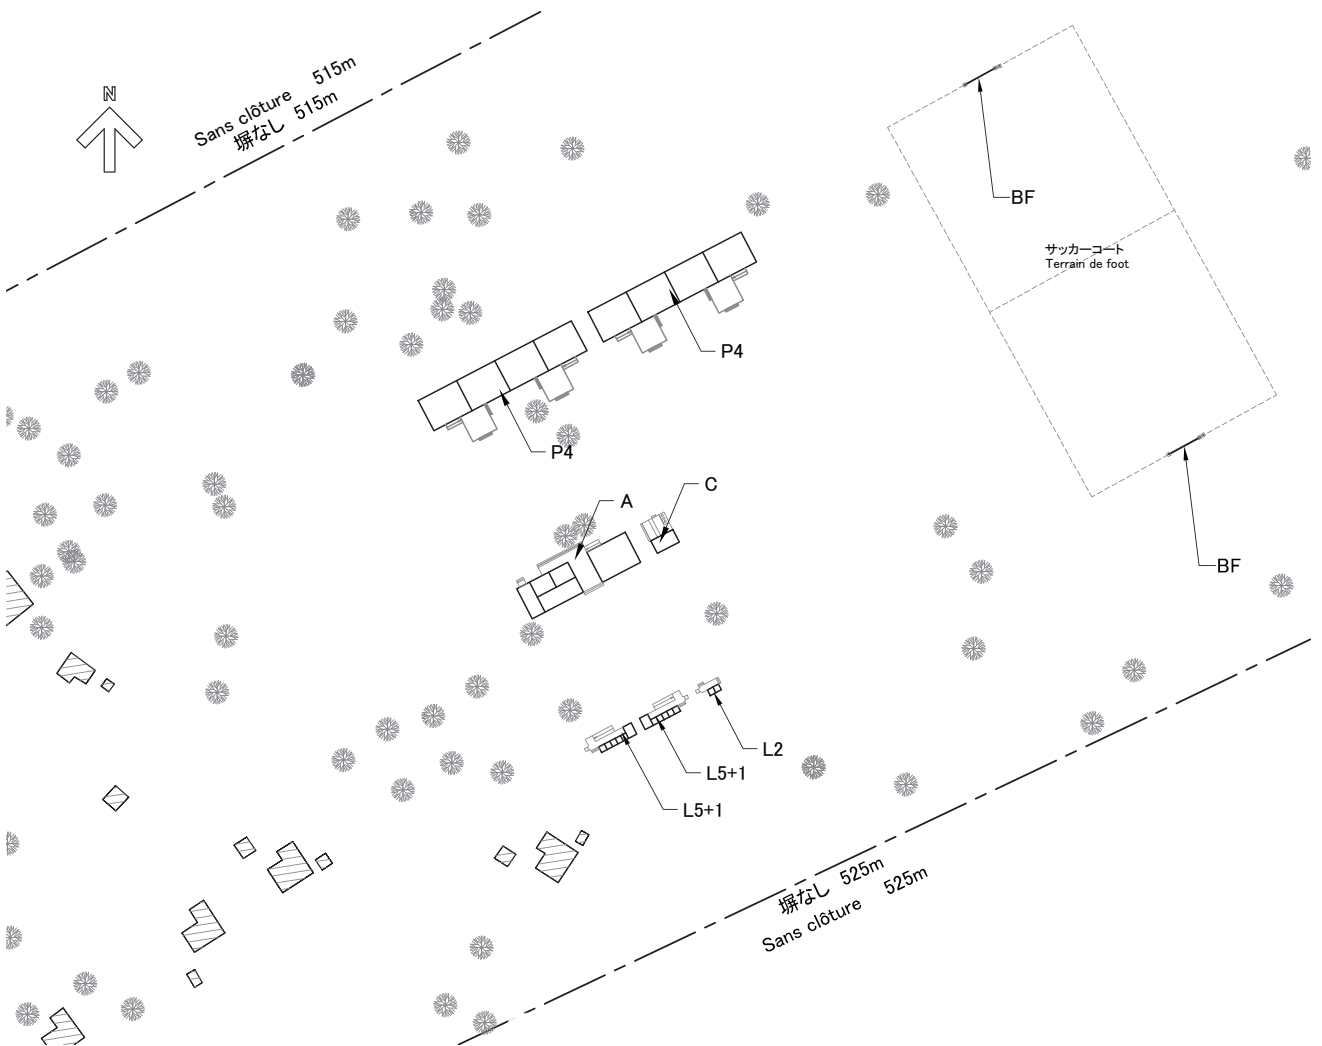 Sans clôture 515m
塀なし 515m
N
BF
サッカーコート
Terrain de foot
P4
P4
C
A
BF
L2
L5+1
L5+1
塀なし 525m
Sans clôture 525m